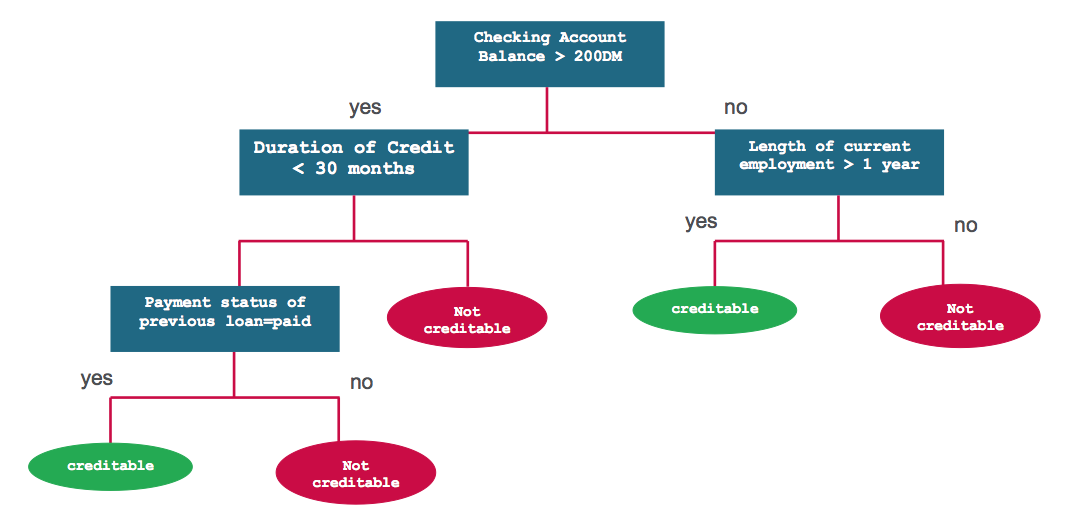 Checking Account
Balance > 200DM
yes
no
Duration of Credit
< 30 months
Length of current
employment > 1 year
yes
no
Payment status of
previous loan=paid
Not
creditable
creditable
Not
creditable
yes
no
creditable
Not
creditable